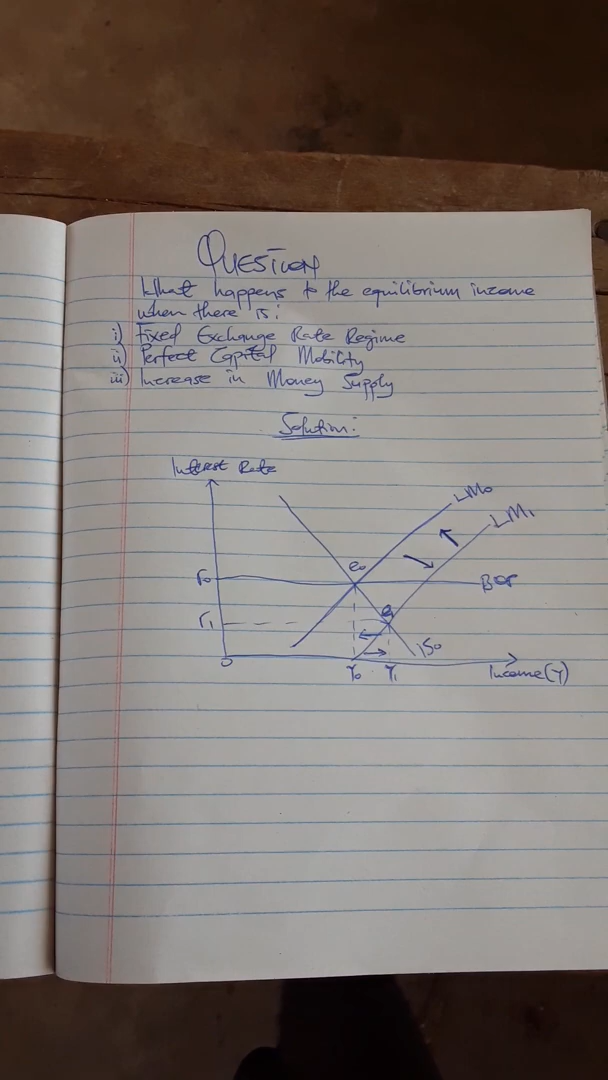 QUESTION
What happens to the equilibrium income
when there is:
i) Fixed Exchange Rate Regime
ii) Perfect Capital Mobility
iii) Increase in Money Supply
Solution:
Interest Rate
LM₀
LM₁
e₀
r₀
BOP
e₁
r₁
IS₀
0
Y₀ Y₁
Income(Y)